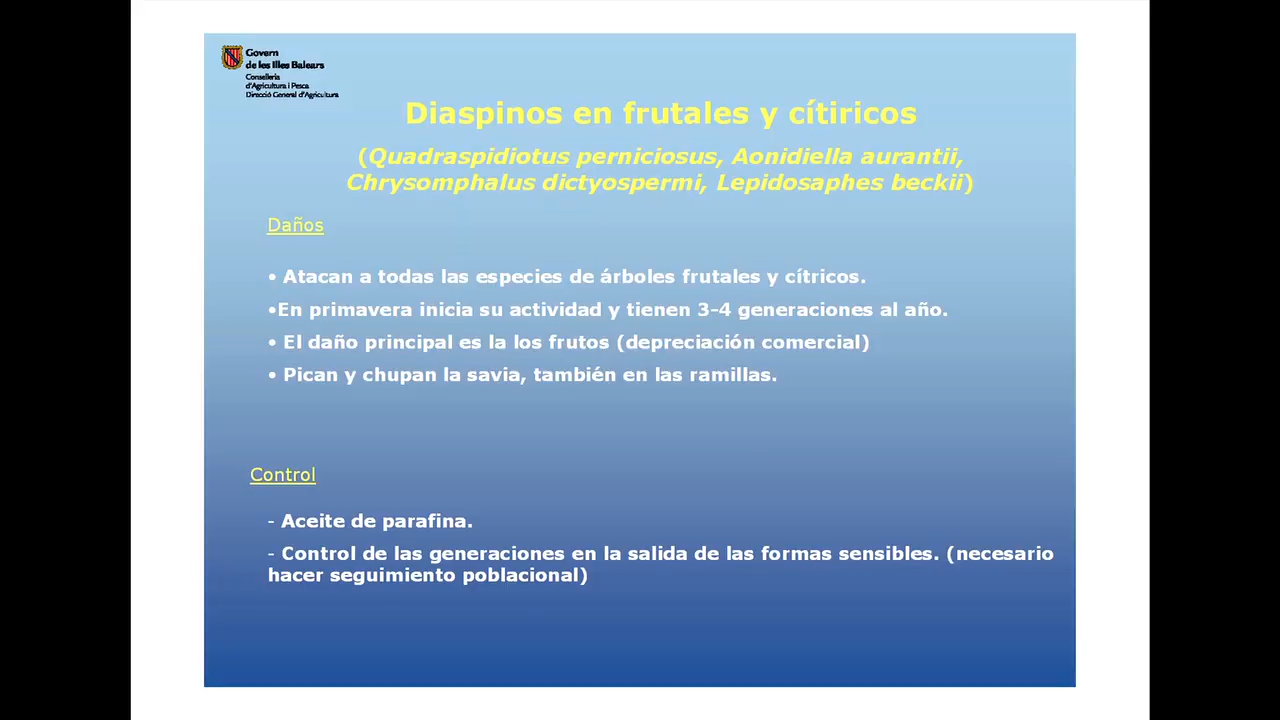 Govern
de les Illes Balears
Conselleria
d'Agricultura i Pesca
Direcció General d'Agricultura
Diaspinos en frutales y cítiricos
(Quadraspidiotus perniciosus, Aonidiella aurantii,
Chrysomphalus dictyospermi, Lepidosaphes beckii)
Daños
• Atacan a todas las especies de árboles frutales y cítricos.
•En primavera inicia su actividad y tienen 3-4 generaciones al año.
• El daño principal es la los frutos (depreciación comercial)
• Pican y chupan la savia, también en las ramillas.
Control
- Aceite de parafina.
- Control de las generaciones en la salida de las formas sensibles. (necesario
hacer seguimiento poblacional)